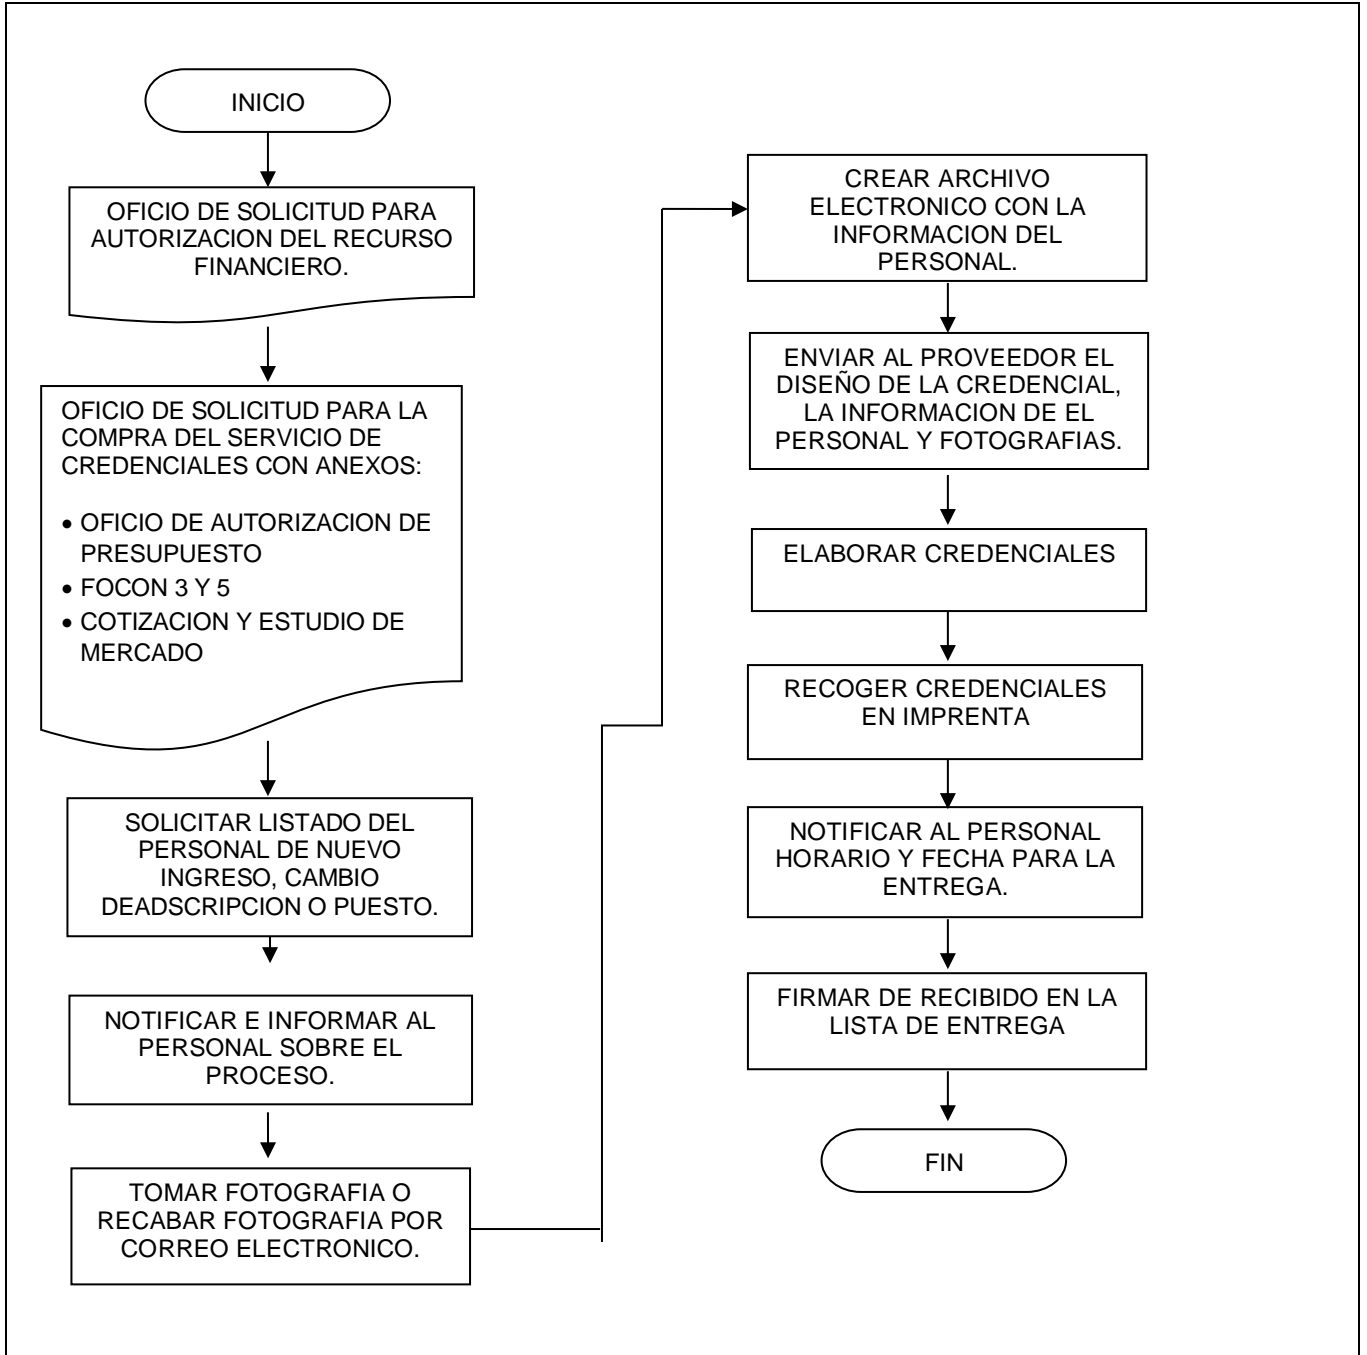 INICIO
OFICIO DE SOLICITUD PARA
AUTORIZACION DEL RECURSO
FINANCIERO.
OFICIO DE SOLICITUD PARA LA
COMPRA DEL SERVICIO DE
CREDENCIALES CON ANEXOS:
• OFICIO DE AUTORIZACION DE
PRESUPUESTO
• FOCON 3 Y 5
• COTIZACION Y ESTUDIO DE
MERCADO
SOLICITAR LISTADO DEL
PERSONAL DE NUEVO
INGRESO, CAMBIO
DEADSCRIPCION O PUESTO.
NOTIFICAR E INFORMAR AL
PERSONAL SOBRE EL
PROCESO.
TOMAR FOTOGRAFIA O
RECABAR FOTOGRAFIA POR
CORREO ELECTRONICO.
CREAR ARCHIVO
ELECTRONICO CON LA
INFORMACION DEL
PERSONAL.
ENVIAR AL PROVEEDOR EL
DISEÑO DE LA CREDENCIAL,
LA INFORMACION DE EL
PERSONAL Y FOTOGRAFIAS.
ELABORAR CREDENCIALES
RECOGER CREDENCIALES
EN IMPRENTA
NOTIFICAR AL PERSONAL
HORARIO Y FECHA PARA LA
ENTREGA.
FIRMAR DE RECIBIDO EN LA
LISTA DE ENTREGA
FIN